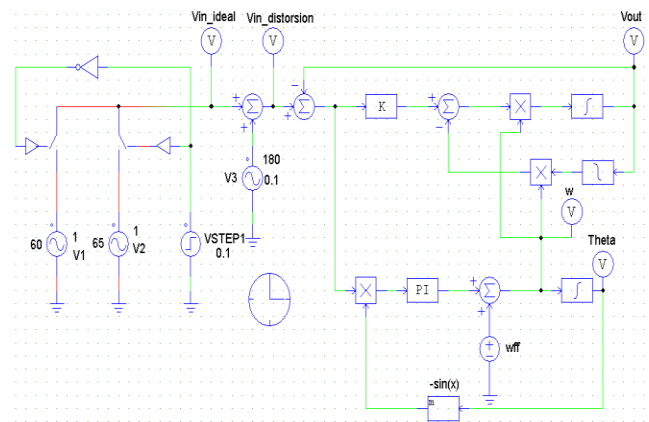 Vin_ideal
Vin_distorsion
Vout
V
V
V
K
180
V3
0.1
w
V
60
1
V1
65
1
V2
VSTEP1
0.1
Theta
V
PI
wff
-sin(x)